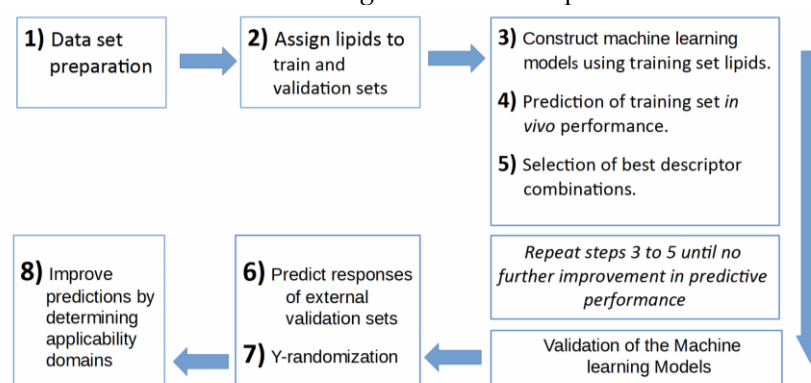 1) Data set
preparation
2) Assign lipids to
train and
validation sets
3) Construct machine learning
models using training set lipids.
4) Prediction of training set in
vivo performance.
5) Selection of best descriptor
combinations.
Repeat steps 3 to 5 until no
further improvement in predictive
performance
Validation of the Machine
learning Models
6) Predict responses
of external
validation sets
7) Y-randomization
8) Improve
predictions by
determining
applicability
domains